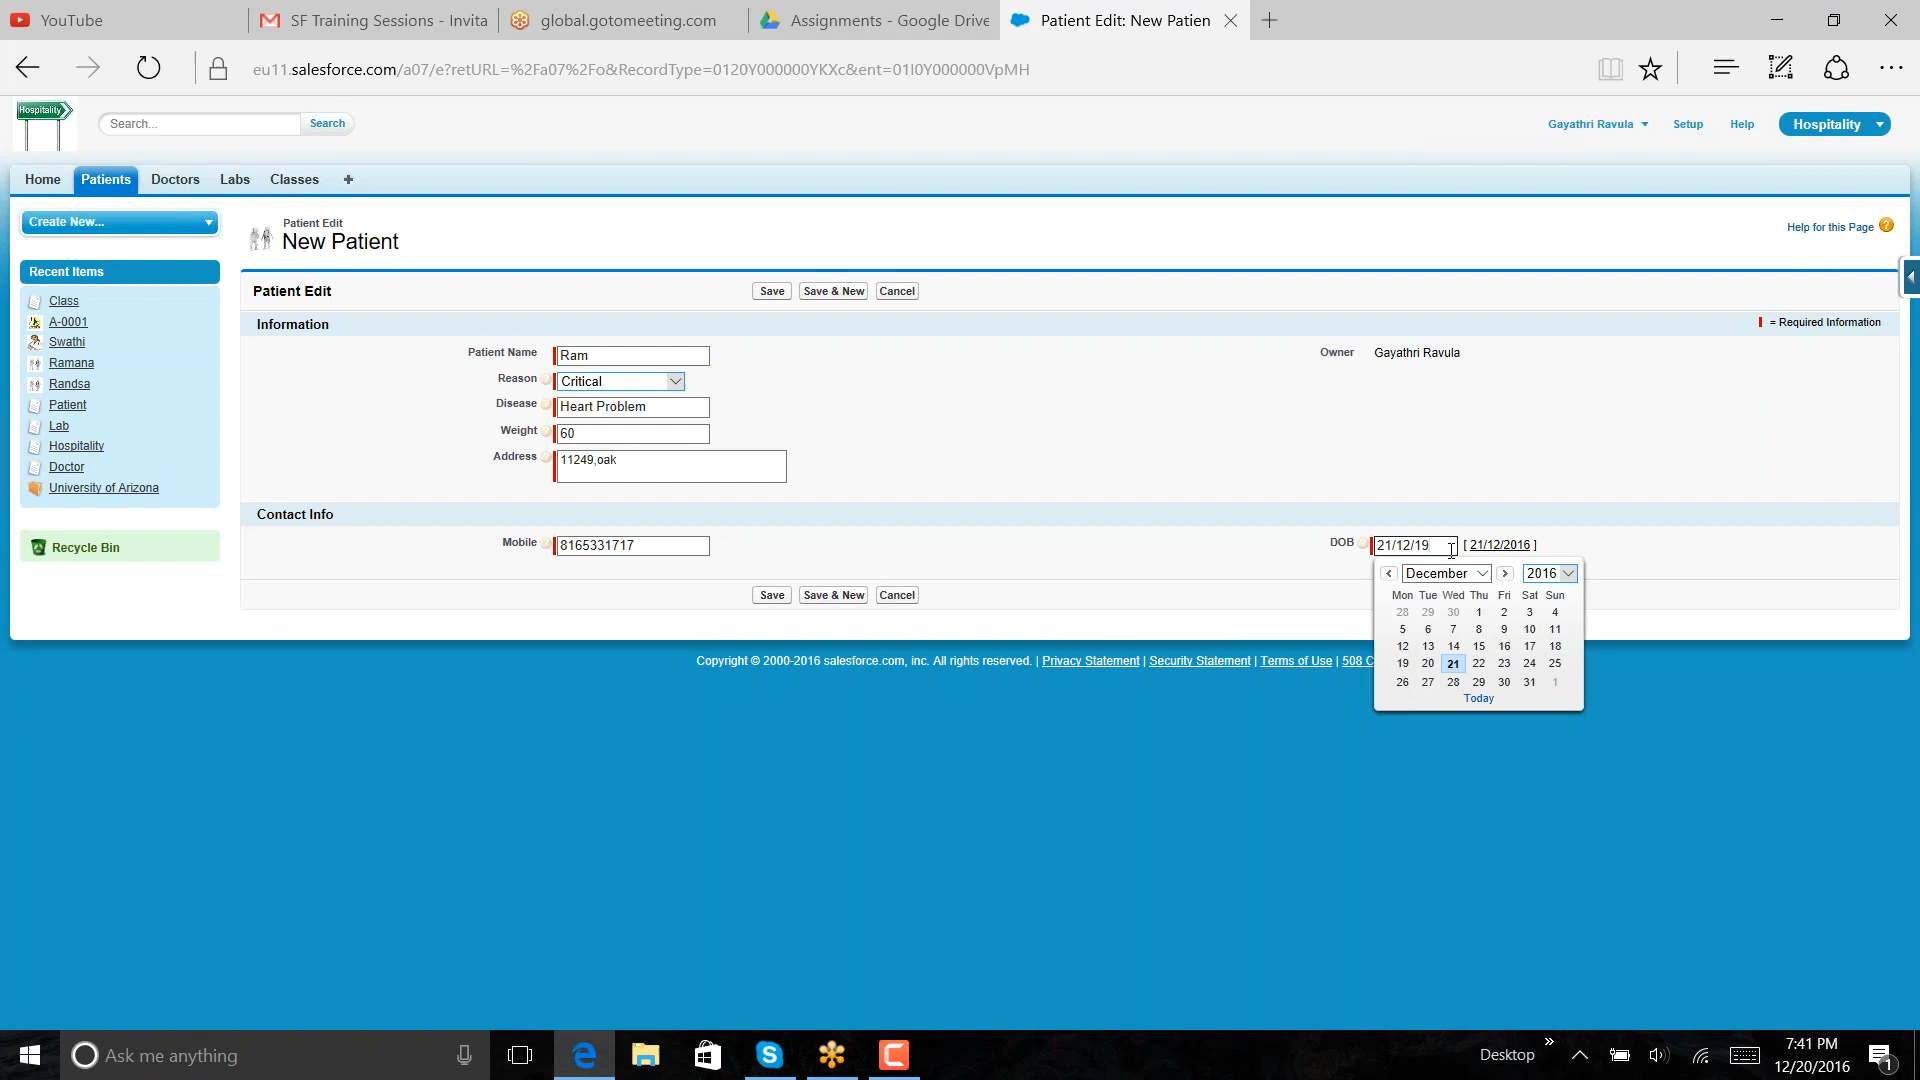 YouTube
SF Training Sessions - Invita
global.gotomeeting.com
Assignments - Google Drive
Patient Edit: New Patien
eu11.salesforce.com/a07/e?retURL=%2Fa07%2Fo&RecordType=0120Y000000YKXc&ent=01I0Y000000VpMH
Hospitality
Search...
Search
Gayathri Ravula
Setup
Help
Hospitality
Home
Patients
Doctors
Labs
Classes
Create New...
Recent Items
Class
A-0001
Swathi
Ramana
Randsa
Patient
Lab
Hospitality
Doctor
University of Arizona
Recycle Bin
Patient Edit
New Patient
Help for this Page
Patient Edit
Save
Save & New
Cancel
Information
= Required Information
Patient Name
Ram
Owner
Gayathri Ravula
Reason
Critical
Disease
Heart Problem
Weight
60
Address
11249,oak
Contact Info
Mobile
8165331717
DOB
21/12/19
[ 21/12/2016 ]
December
2016
Mon Tue Wed Thu Fri Sat Sun
28 29 30 1 2 3 4
5 6 7 8 9 10 11
12 13 14 15 16 17 18
19 20 21 22 23 24 25
26 27 28 29 30 31 1
Today
Save
Save & New
Cancel
Copyright © 2000-2016 salesforce.com, inc. All rights reserved. | Privacy Statement | Security Statement | Terms of Use | 508 C
Ask me anything
Desktop
7:41 PM
12/20/2016
1